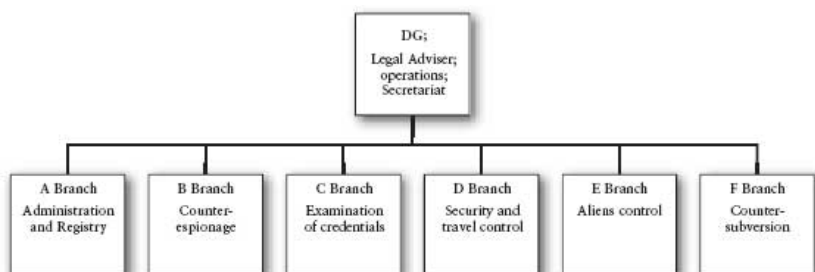 DG;
Legal Adviser;
operations;
Secretariat
A Branch
Administration
and Registry
B Branch
Counter-
espionage
C Branch
Examination
of credentials
D Branch
Security and
travel control
E Branch
Aliens control
F Branch
Counter-
subversion